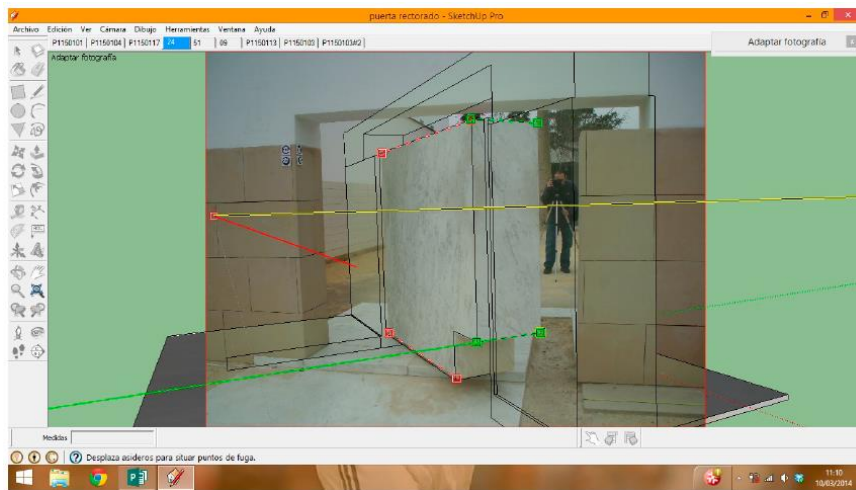 puerta rectorado - SketchUp Pro
Archivo Edición Ver Cámara Dibujo Herramientas Ventana Ayuda
P1150101 P1150104 P1150117 74 51 09 P1150113 P1150103 P1150103#2
Adaptar fotografía
Adaptar fotografía
Medidas
Desplaza asideros para situar puntos de fuga.
11:10
10/03/2014